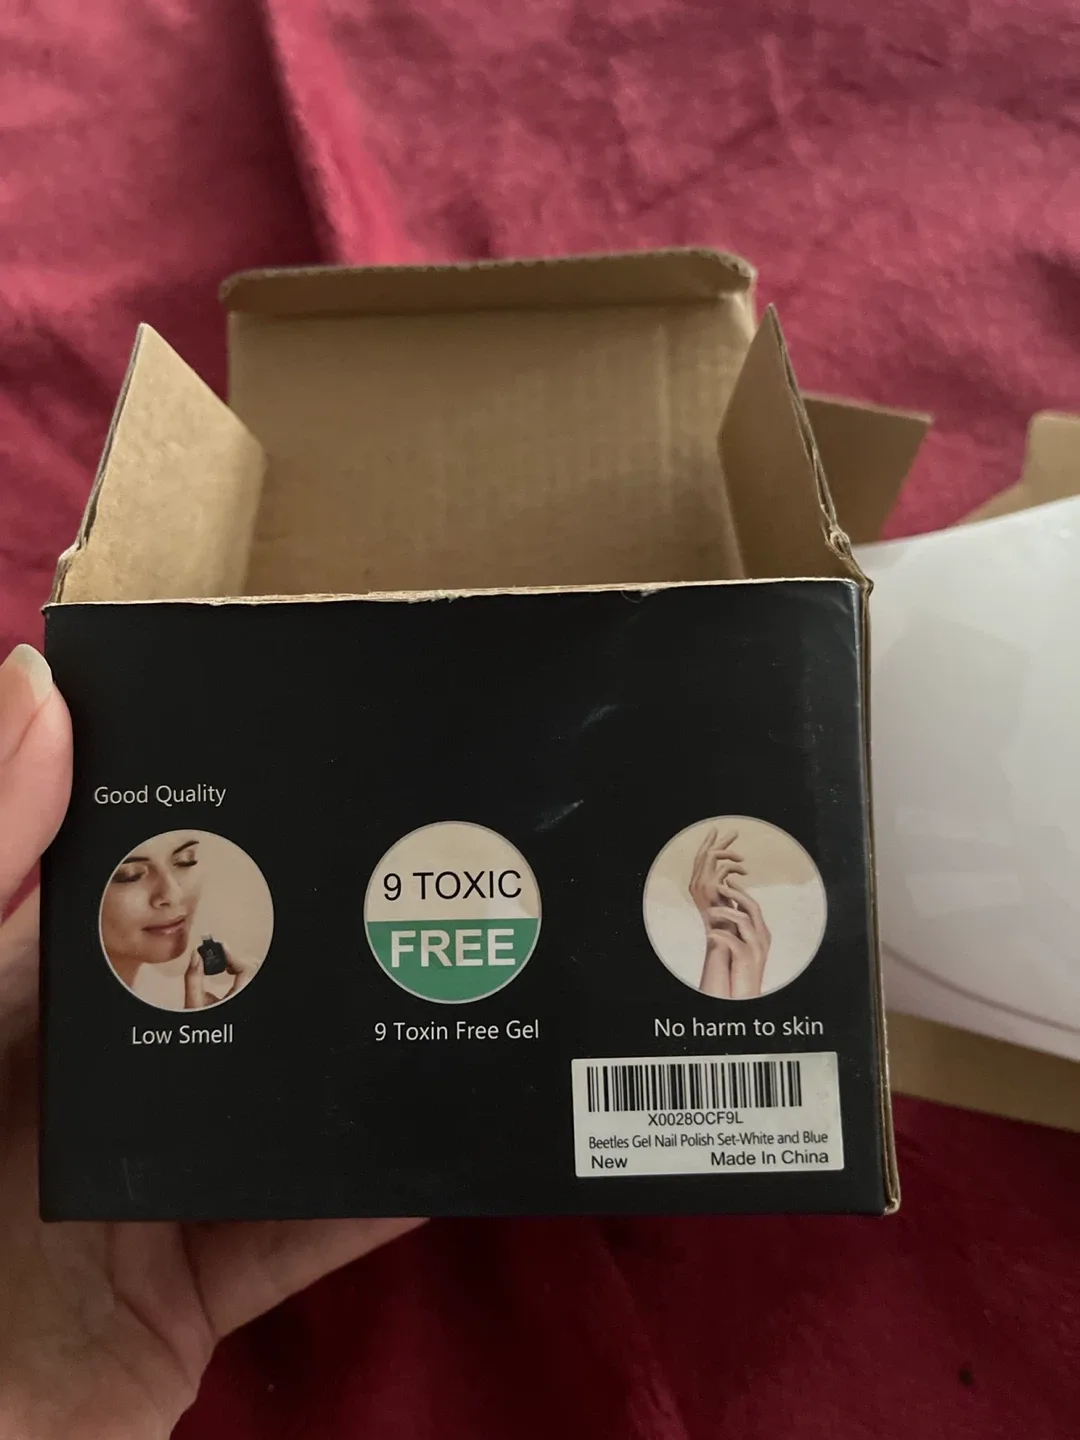 Good Quality
9 TOXIC
FREE
Low Smell
9 Toxin Free Gel
No harm to skin
X0028OCF9L
Beetles Gel Nail Polish Set-White and Blue
New Made In China